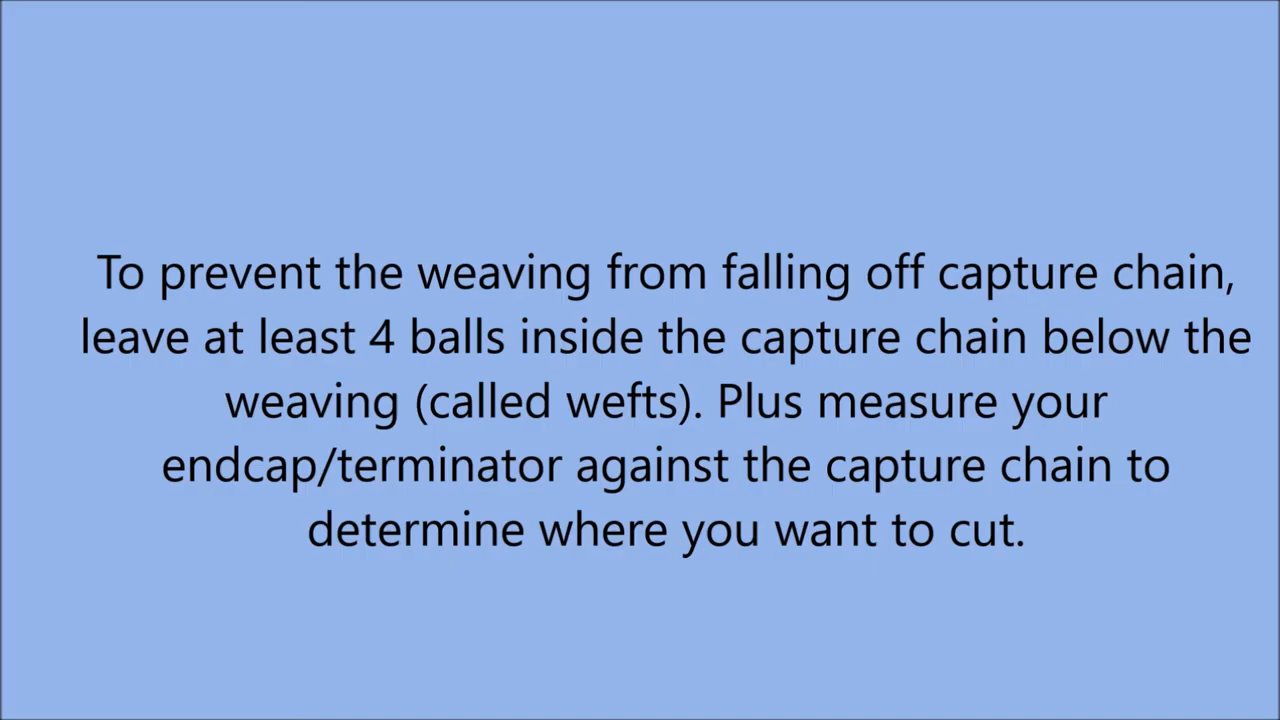 To prevent the weaving from falling off capture chain,
leave at least 4 balls inside the capture chain below the
weaving (called wefts). Plus measure your
endcap/terminator against the capture chain to
determine where you want to cut.